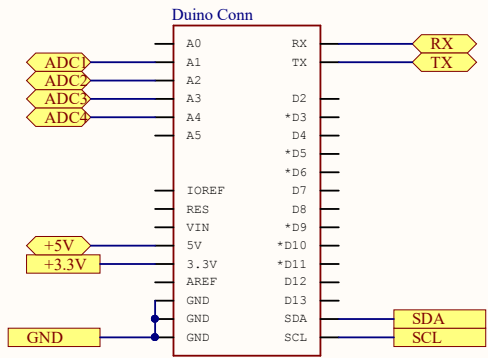 Duino Conn
A0 RX RX
ADC1 A1 TX TX
ADC2 A2
ADC3 A3 D2
ADC4 A4 *D3
A5 D4
*D5
*D6
IOREF D7
RES D8
VIN *D9
+5V 5V *D10
+3.3V 3.3V *D11
AREF D12
GND D13
GND SDA SDA
GND GND SCL SCL